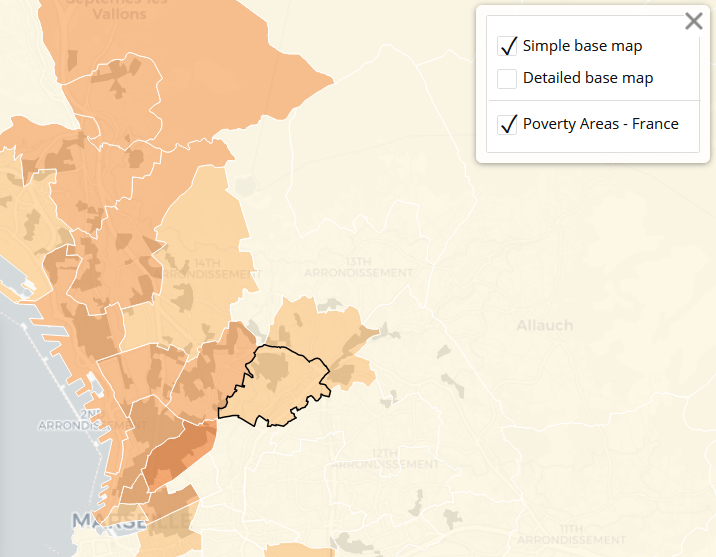 Septèmes-les
Vallons
Simple base map
Detailed base map
Poverty Areas - France
14TH
ARRONDISSEMENT
13TH
ARRONDISSEMENT
Allauch
2ND
ARRONDISSEMENT
12TH
ARRONDISSEMENT
MARSEILLE
11TH
ARRONDISSEMENT